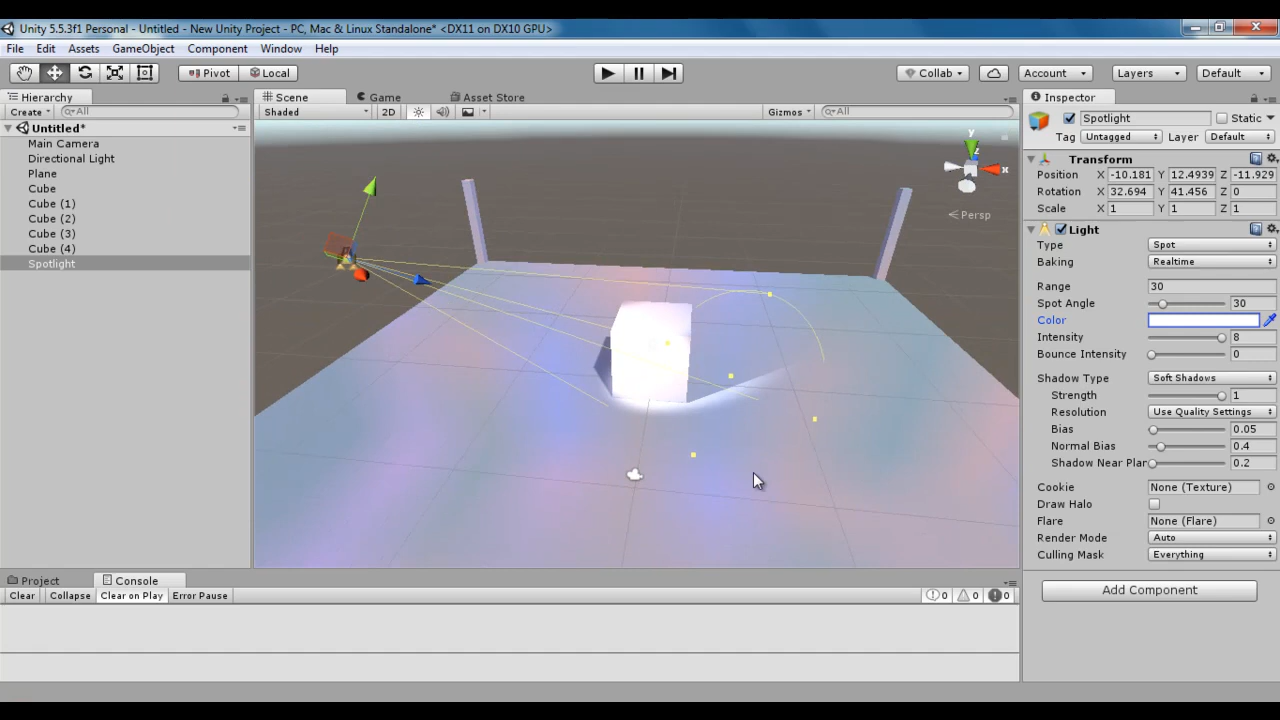 Unity 5.5.3f1 Personal - Untitled - New Unity Project - PC, Mac & Linux Standalone* <DX11 on DX10 GPU>
File Edit Assets GameObject Component Window Help
Pivot Local Collab Account Layers Default
Hierarchy
Create All
Untitled*
Main Camera
Directional Light
Plane
Cube
Cube (1)
Cube (2)
Cube (3)
Cube (4)
Spotlight
Scene Game Asset Store
Shaded 2D Gizmos All
y
z
x
Persp
Inspector
Spotlight Static
Tag Untagged Layer Default
Transform
Position X -10.181 Y 12.4939 Z -11.929
Rotation X 32.694 Y 41.456 Z 0
Scale X 1 Y 1 Z 1
Light
Type Spot
Baking Realtime
Range 30
Spot Angle 30
Color
Intensity 8
Bounce Intensity 0
Shadow Type Soft Shadows
Strength 1
Resolution Use Quality Settings
Bias 0.05
Normal Bias 0.4
Shadow Near Plar 0.2
Cookie None (Texture)
Draw Halo
Flare None (Flare)
Render Mode Auto
Culling Mask Everything
Add Component
Project Console
Clear Collapse Clear on Play Error Pause 0 0 0